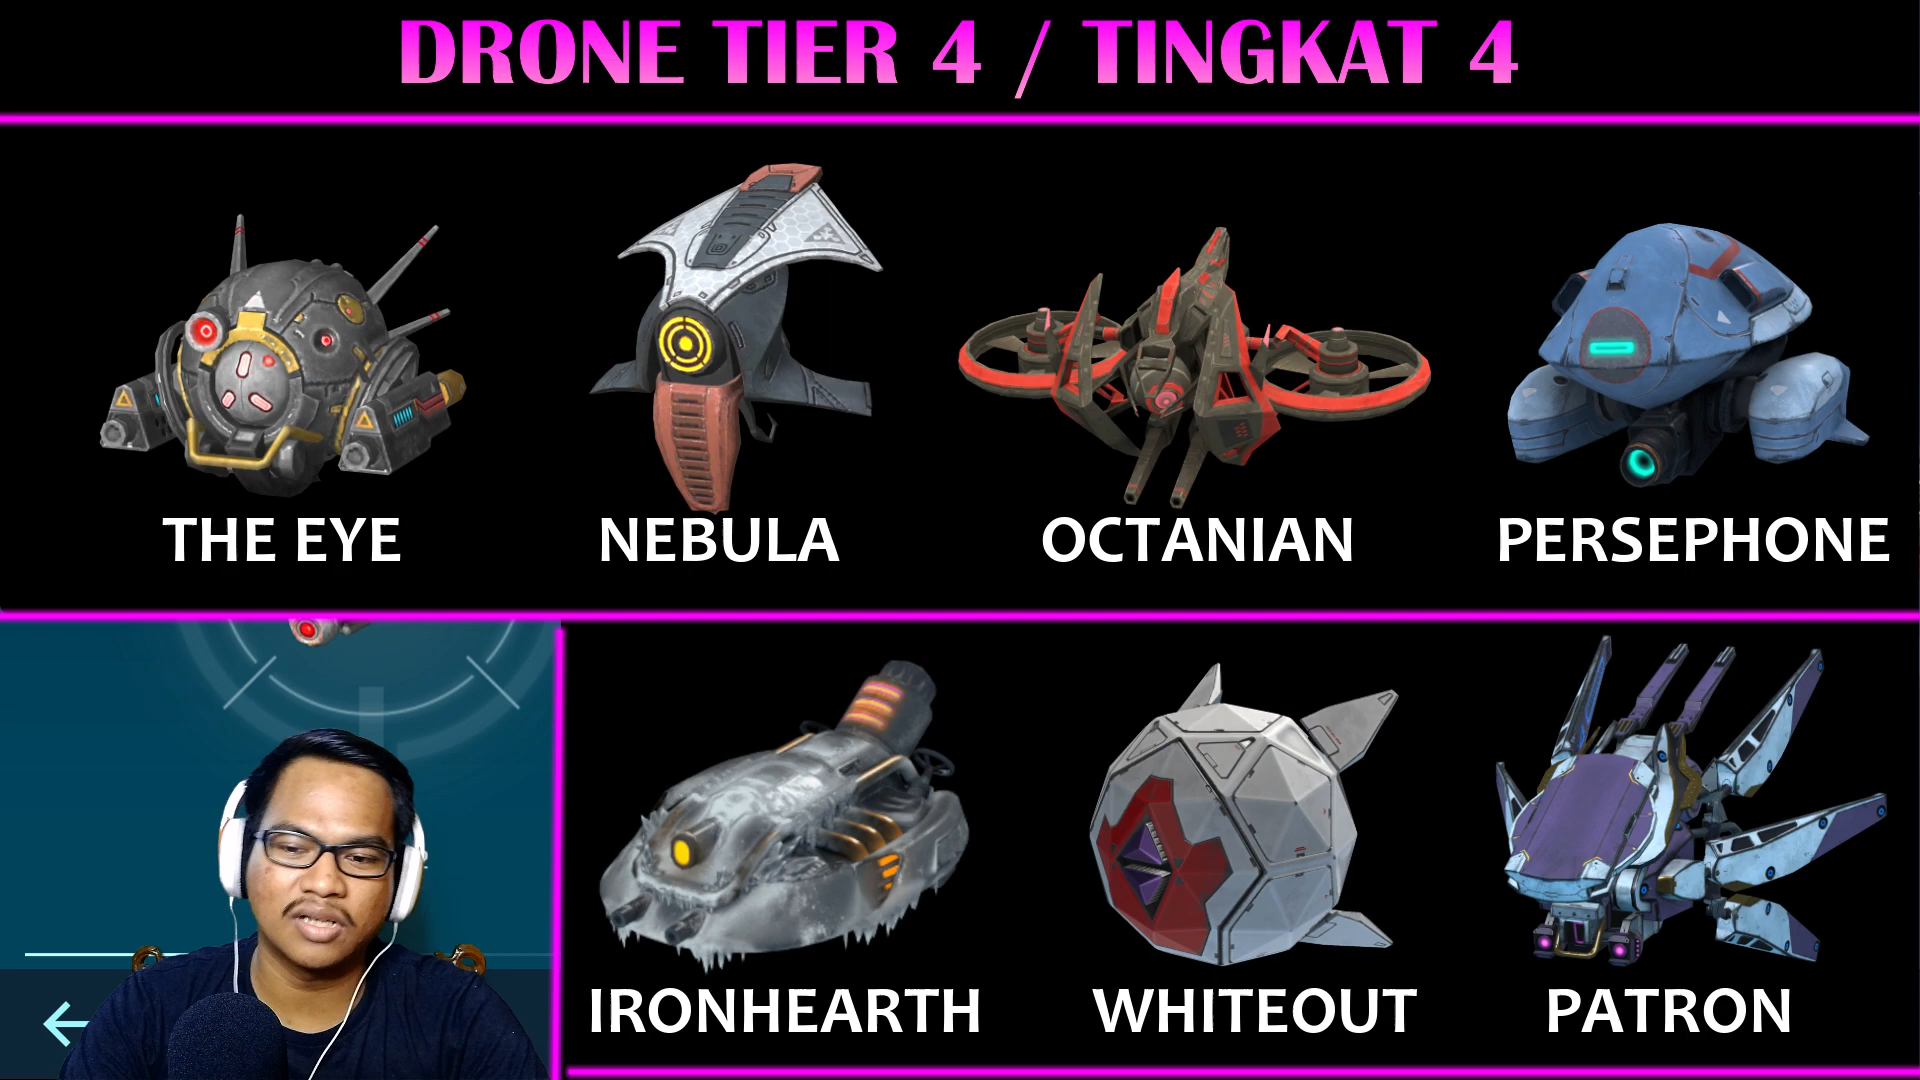 DRONE TIER 4 / TINGKAT 4
THE EYE
NEBULA
OCTANIAN
PERSEPHONE
IRONHEARTH
WHITEOUT
PATRON